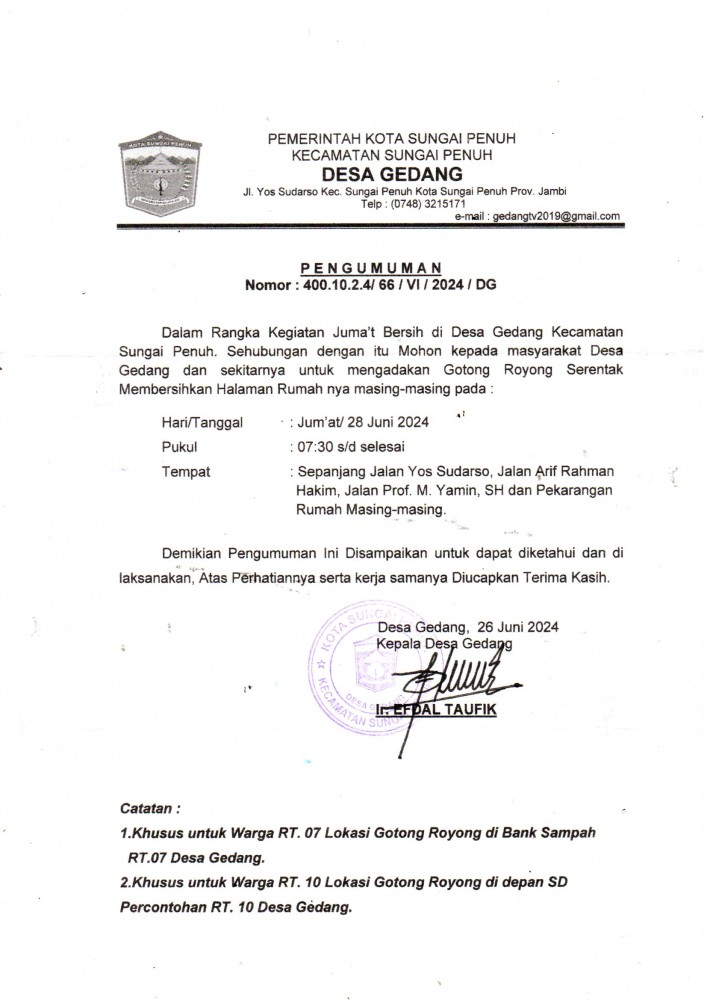 KOTA SUNGAI PENUH
PEMERINTAH KOTA SUNGAI PENUH
KECAMATAN SUNGAI PENUH
DESA GEDANG
Jl. Yos Sudarso Kec. Sungai Penuh Kota Sungai Penuh Prov. Jambi
Telp : (0748) 3215171
e-mail : gedangtv2019@gmail.com
P E N G U M U M A N
Nomor : 400.10.2.4/ 66 / VI / 2024 / DG
Dalam Rangka Kegiatan Juma't Bersih di Desa Gedang Kecamatan
Sungai Penuh. Sehubungan dengan itu Mohon kepada masyarakat Desa
Gedang dan sekitarnya untuk mengadakan Gotong Royong Serentak
Membersihkan Halaman Rumah nya masing-masing pada :
Hari/Tanggal : Jum'at/ 28 Juni 2024
Pukul : 07:30 s/d selesai
Tempat : Sepanjang Jalan Yos Sudarso, Jalan Arif Rahman
Hakim, Jalan Prof. M. Yamin, SH dan Pekarangan
Rumah Masing-masing.
Demikian Pengumuman Ini Disampaikan untuk dapat diketahui dan di
laksanakan, Atas Perhatiannya serta kerja samanya Diucapkan Terima Kasih.
Desa Gedang, 26 Juni 2024
Kepala Desa Gedang
KOTA SUNGAI
DESA GEDANG
KECAMATAN SUNGAI
Ir. EFDAL TAUFIK
Catatan :
1.Khusus untuk Warga RT. 07 Lokasi Gotong Royong di Bank Sampah
RT.07 Desa Gedang.
2.Khusus untuk Warga RT. 10 Lokasi Gotong Royong di depan SD
Percontohan RT. 10 Desa Gedang.